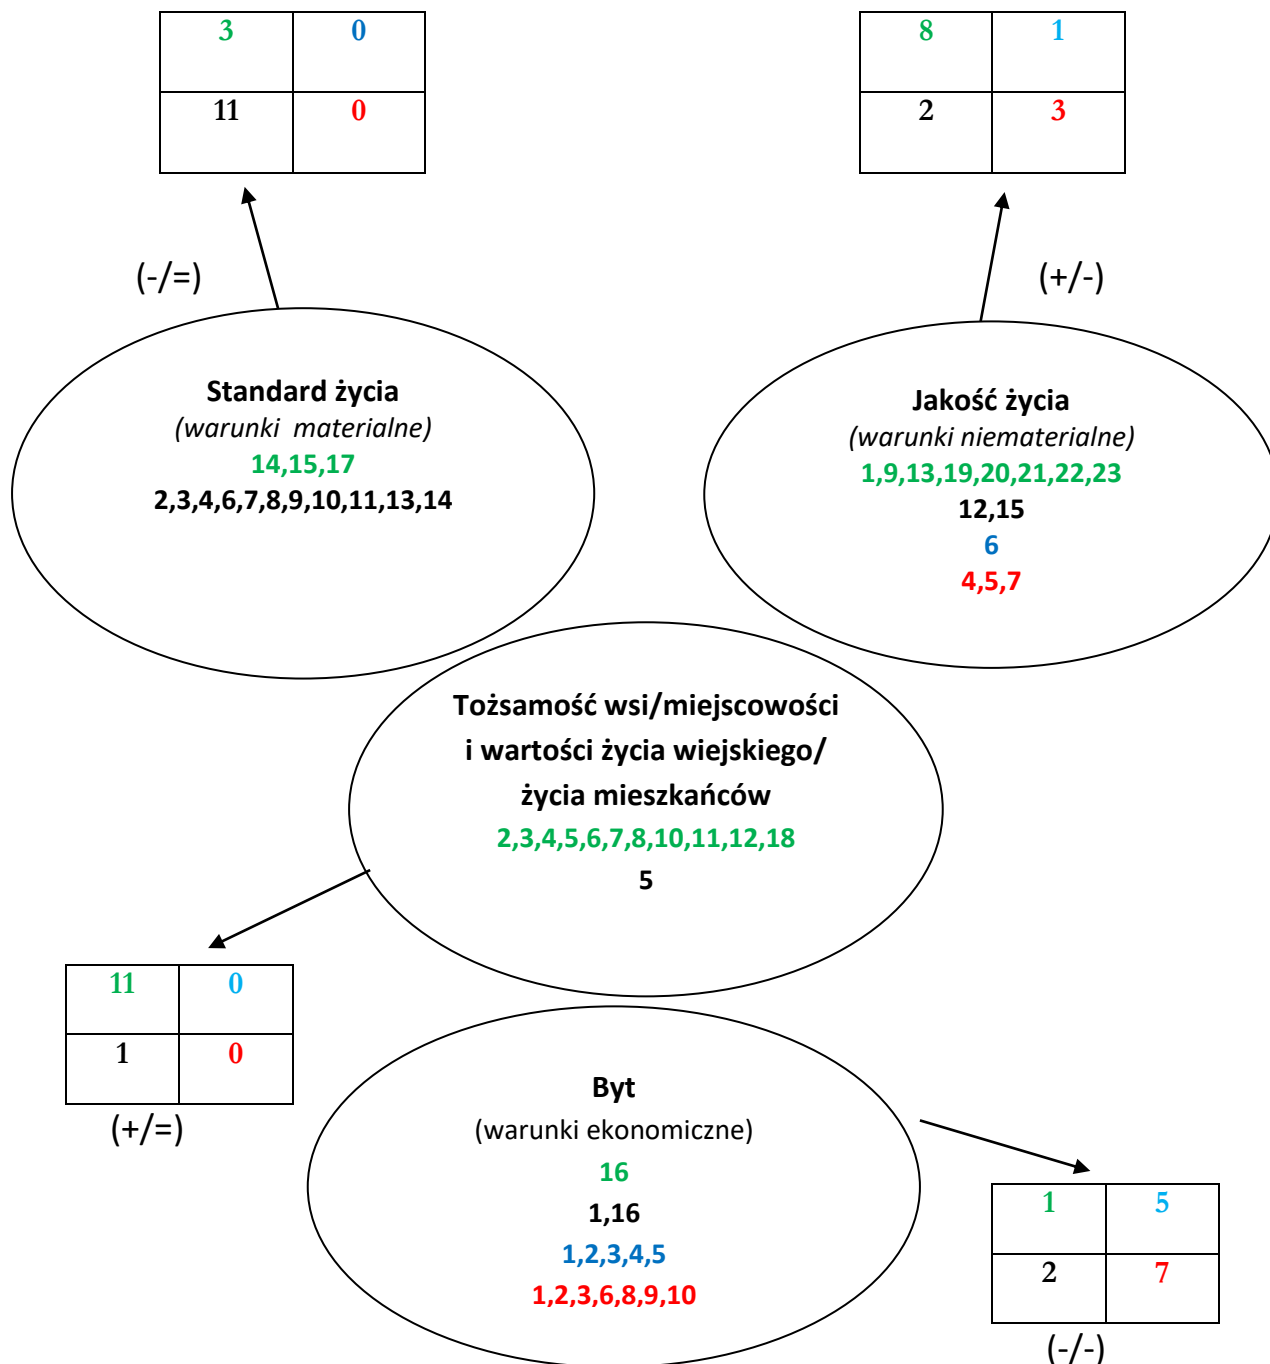 3 0
11 0
8 1
2 3
(-/=)
(+/-)
Standard życia
(warunki materialne)
14,15,17
2,3,4,6,7,8,9,10,11,13,14
Jakość życia
(warunki niematerialne)
1,9,13,19,20,21,22,23
12,15
6
4,5,7
Tożsamość wsi/miejscowości
i wartości życia wiejskiego/
życia mieszkańców
2,3,4,5,6,7,8,10,11,12,18
5
11 0
1 0
(+/=)
Byt
(warunki ekonomiczne)
16
1,16
1,2,3,4,5
1,2,3,6,8,9,10
1 5
2 7
(-/-)